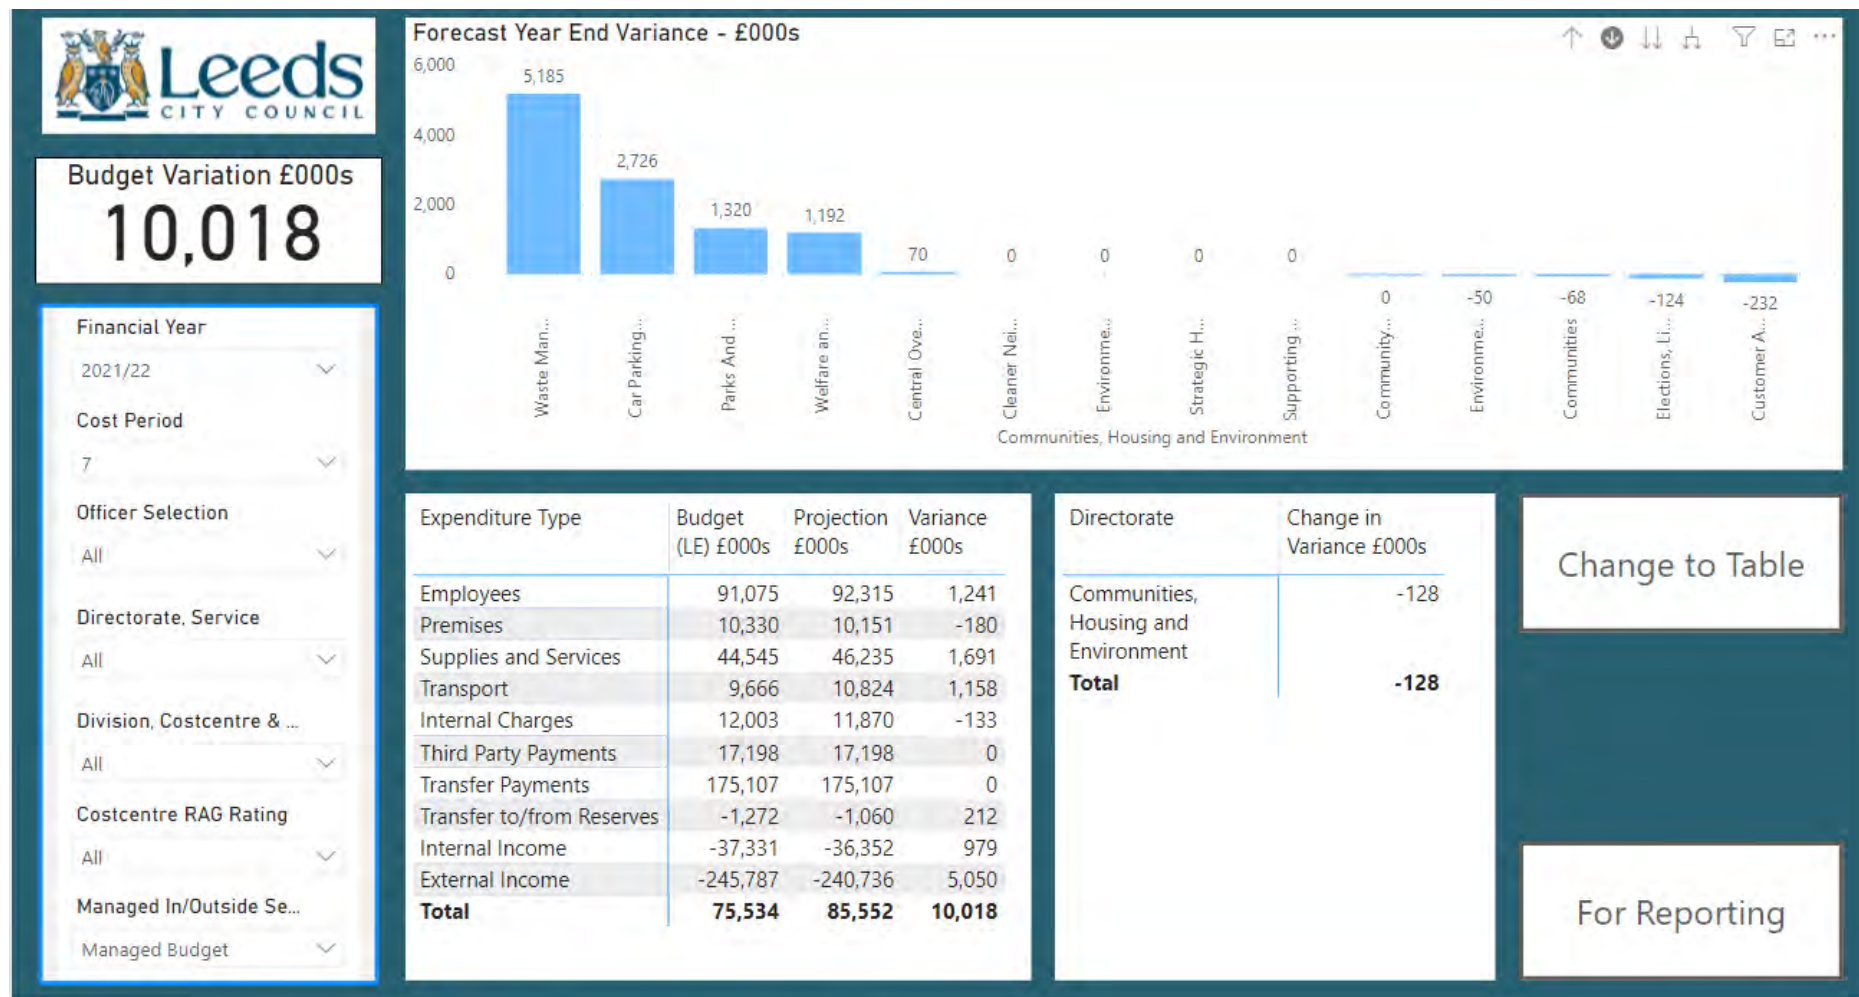 Leeds
CITY COUNCIL
Budget Variation £000s
10,018
Financial Year
2021/22
Cost Period
7
Officer Selection
All
Directorate, Service
All
Division, Costcentre & ...
All
Costcentre RAG Rating
All
Managed In/Outside Se...
Managed Budget
Forecast Year End Variance - £000s
6,000
4,000
2,000
0
5,185
2,726
1,320
1,192
70
0
0
0
0
0
-50
-68
-124
-232
Waste Man...
Car Parking...
Parks And ...
Welfare an...
Central Ove...
Cleaner Nei...
Environme...
Strategic H...
Supporting ...
Community...
Environme...
Communities
Elections, Li...
Customer A...
Communities, Housing and Environment
Expenditure Type Budget (LE) £000s Projection £000s Variance £000s
Employees 91,075 92,315 1,241
Premises 10,330 10,151 -180
Supplies and Services 44,545 46,235 1,691
Transport 9,666 10,824 1,158
Internal Charges 12,003 11,870 -133
Third Party Payments 17,198 17,198 0
Transfer Payments 175,107 175,107 0
Transfer to/from Reserves -1,272 -1,060 212
Internal Income -37,331 -36,352 979
External Income -245,787 -240,736 5,050
Total 75,534 85,552 10,018
Directorate Change in
Variance £000s
Communities, -128
Housing and
Environment
Total -128
Change to Table
For Reporting